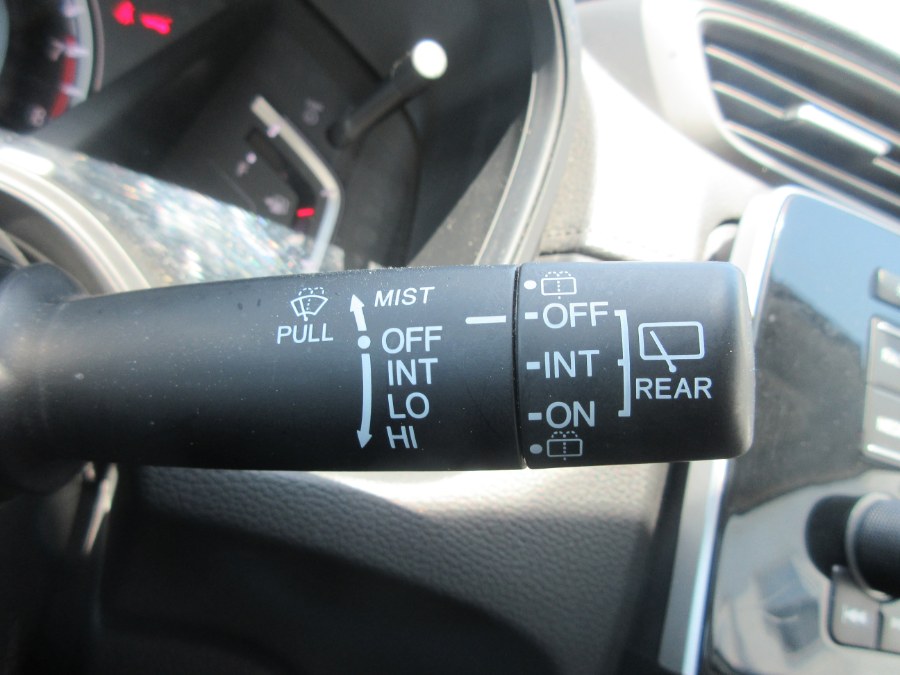 PULL
MIST
OFF
INT
LO
HI
OFF
INT
ON
REAR